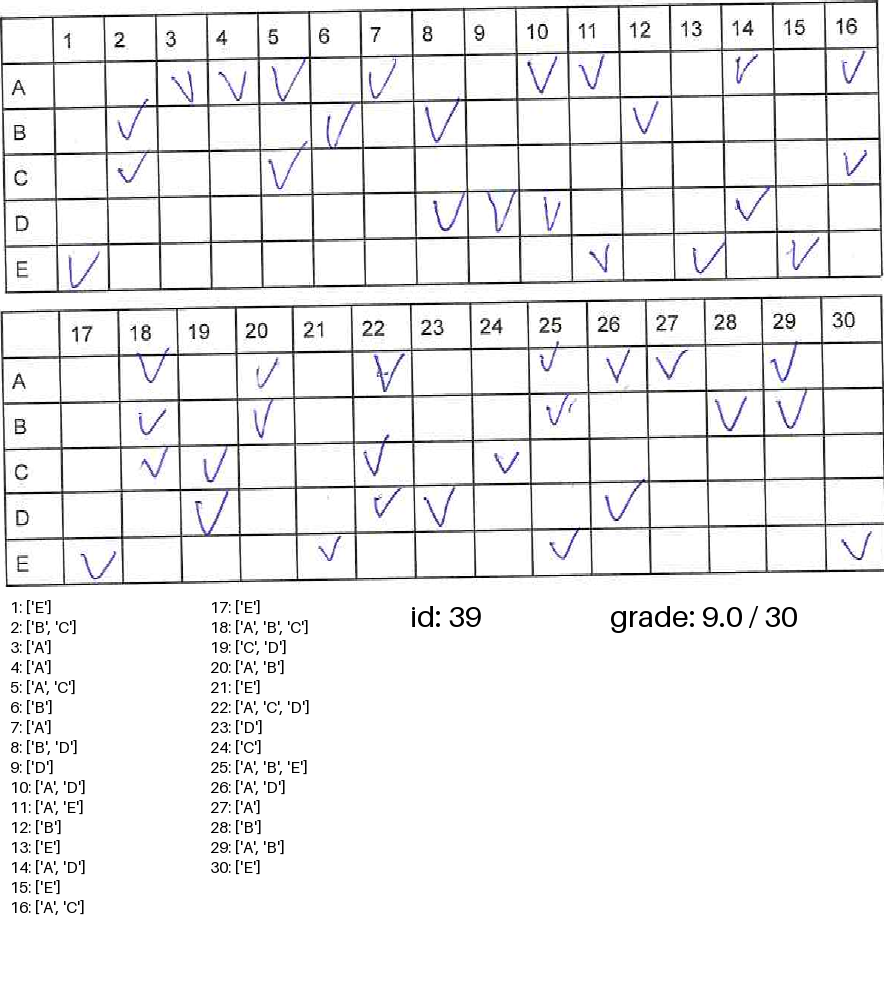 1 2 3 4 5 6 7 8 9 10 11 12 13 14 15 16
A
B
C
D
E
17 18 19 20 21 22 23 24 25 26 27 28 29 30
A
B
C
D
E
1: ['E']
2: ['B', 'C']
3: ['A']
4: ['A']
5: ['A', 'C']
6: ['B']
7: ['A']
8: ['B', 'D']
9: ['D']
10: ['A', 'D']
11: ['A', 'E']
12: ['B']
13: ['E']
14: ['A', 'D']
15: ['E']
16: ['A', 'C']
17: ['E']
18: ['A', 'B', 'C']
19: ['C', 'D']
20: ['A', 'B']
21: ['E']
22: ['A', 'C', 'D']
23: ['D']
24: ['C']
25: ['A', 'B', 'E']
26: ['A', 'D']
27: ['A']
28: ['B']
29: ['A', 'B']
30: ['E']
id: 39
grade: 9.0 / 30